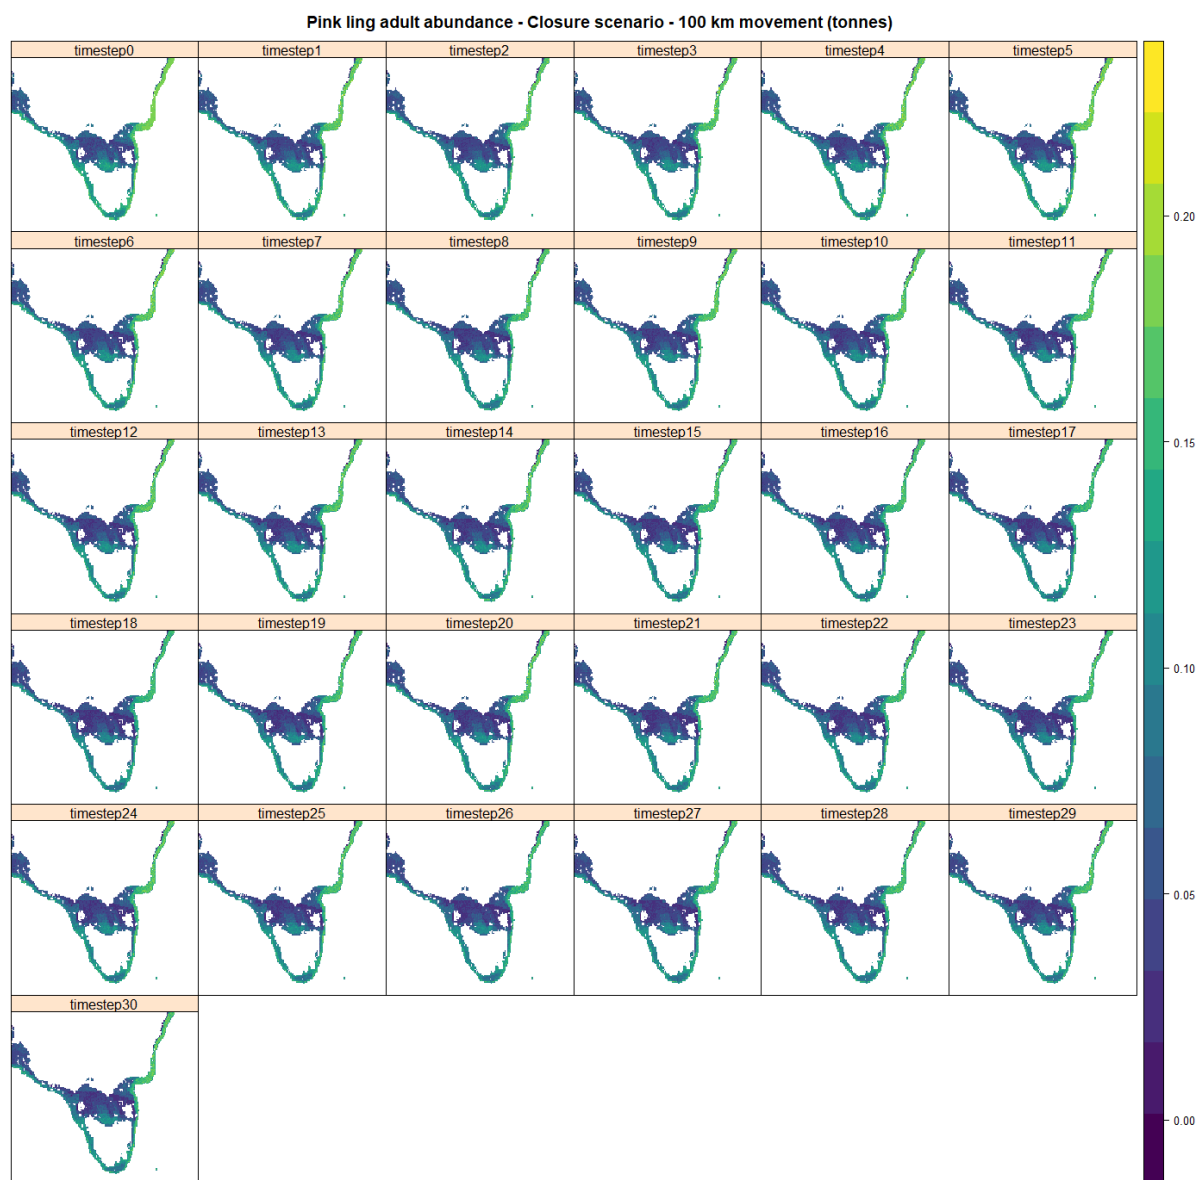 Pink ling adult abundance - Closure scenario - 100 km movement (tonnes)
timestep0 timestep1 timestep2 timestep3 timestep4 timestep5
timestep6 timestep7 timestep8 timestep9 timestep10 timestep11
timestep12 timestep13 timestep14 timestep15 timestep16 timestep17
timestep18 timestep19 timestep20 timestep21 timestep22 timestep23
timestep24 timestep25 timestep26 timestep27 timestep28 timestep29
timestep30
0.20
0.15
0.10
0.05
0.00